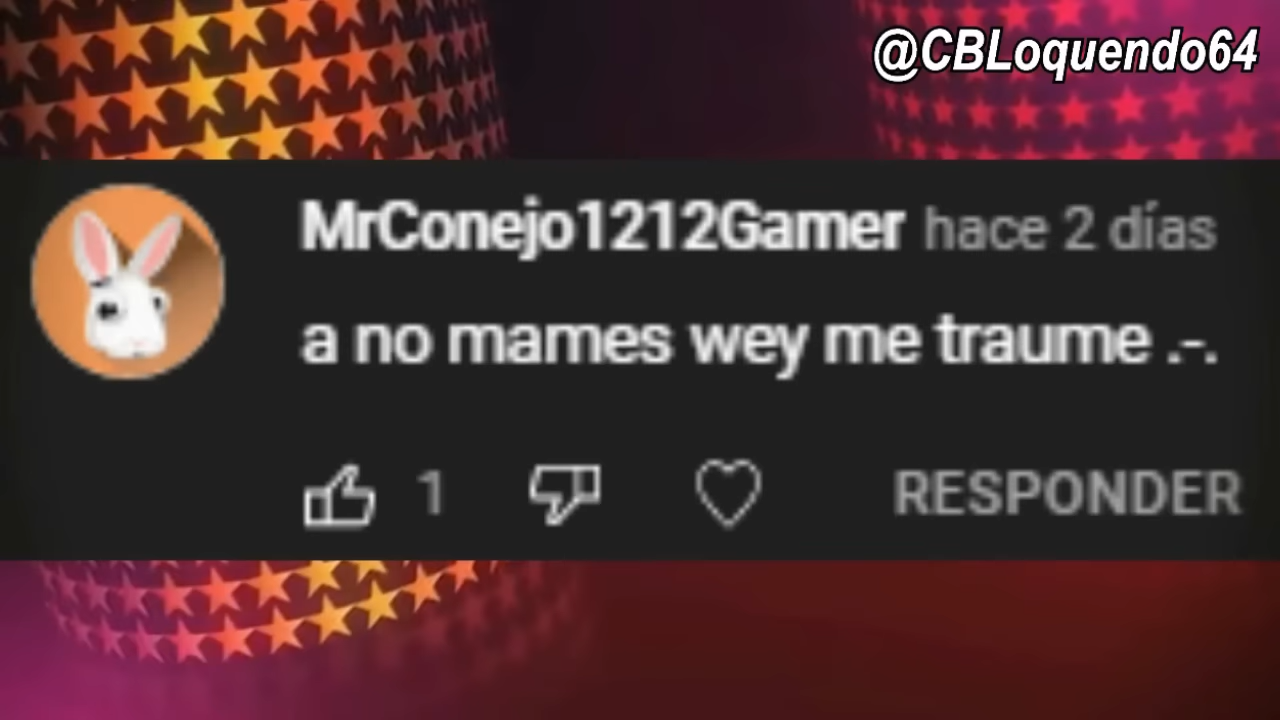 @CBLoquendo64
MrConejo1212Gamer hace 2 días
a no mames wey me traume .-.
1 RESPONDER